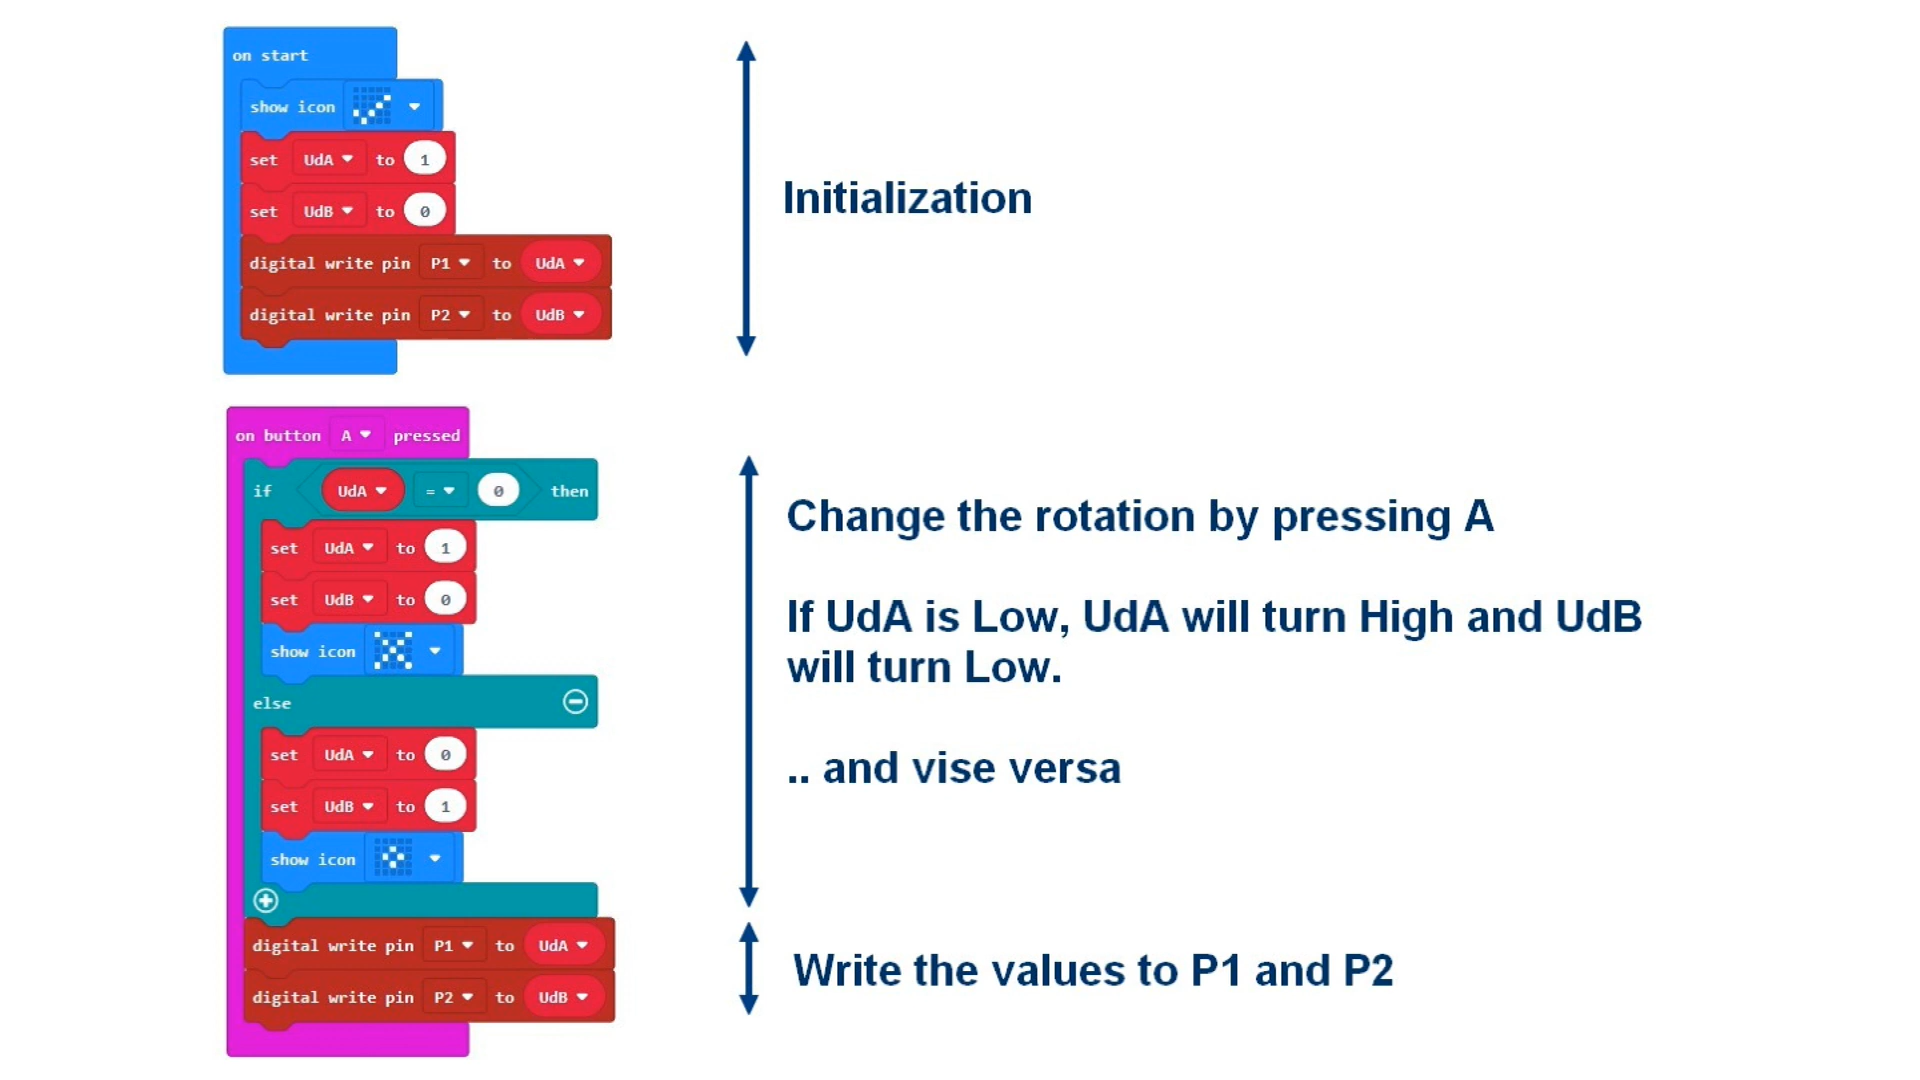 on start
show icon
set UdA to 1
set UdB to 0
digital write pin P1 to UdA
digital write pin P2 to UdB
Initialization
on button A pressed
if UdA = 0 then
set UdA to 1
set UdB to 0
show icon
else
set UdA to 0
set UdB to 1
show icon
Change the rotation by pressing A
If UdA is Low, UdA will turn High and UdB
will turn Low.
.. and vise versa
digital write pin P1 to UdA
digital write pin P2 to UdB
Write the values to P1 and P2